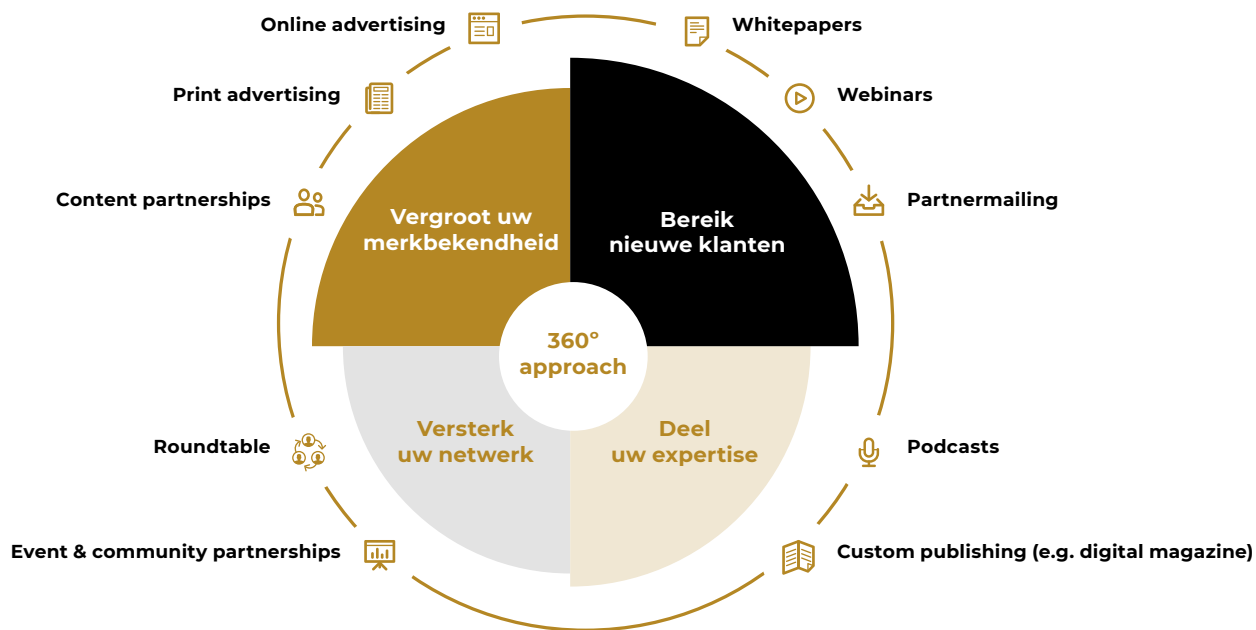 Online advertising
Whitepapers
Print advertising
Webinars
Content partnerships
Partnermailing
Vergroot uw
merkbekendheid
Bereik
nieuwe klanten
360º
approach
Versterk
uw netwerk
Deel
uw expertise
Roundtable
Podcasts
Event & community partnerships
Custom publishing (e.g. digital magazine)